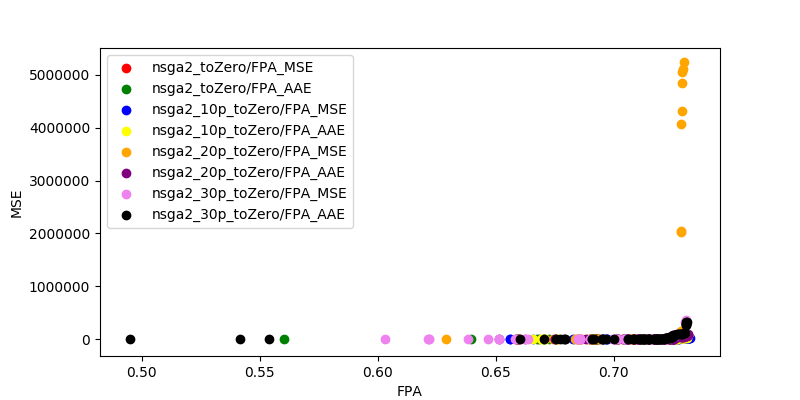 nsga2_toZero/FPA_MSE
nsga2_toZero/FPA_AAE
nsga2_10p_toZero/FPA_MSE
nsga2_10p_toZero/FPA_AAE
nsga2_20p_toZero/FPA_MSE
nsga2_20p_toZero/FPA_AAE
nsga2_30p_toZero/FPA_MSE
nsga2_30p_toZero/FPA_AAE
MSE
5000000
4000000
3000000
2000000
1000000
0
0.50 0.55 0.60 0.65 0.70
FPA